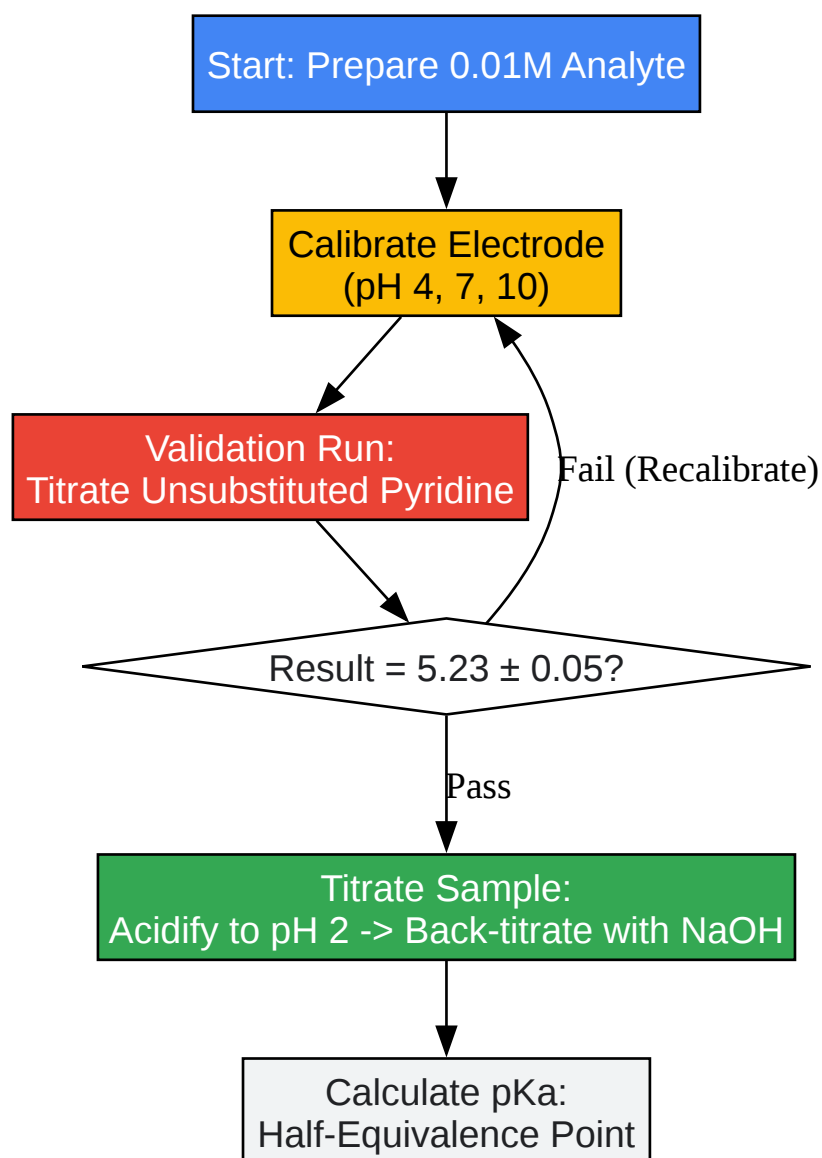 Start: Prepare 0.01M Analyte
Calibrate Electrode
(pH 4, 7, 10)
Validation Run:
Titrate Unsubstituted Pyridine
Fail (Recalibrate)
Result = 5.23 ± 0.05?
Pass
Titrate Sample:
Acidify to pH 2 -> Back-titrate with NaOH
Calculate pKa:
Half-Equivalence Point